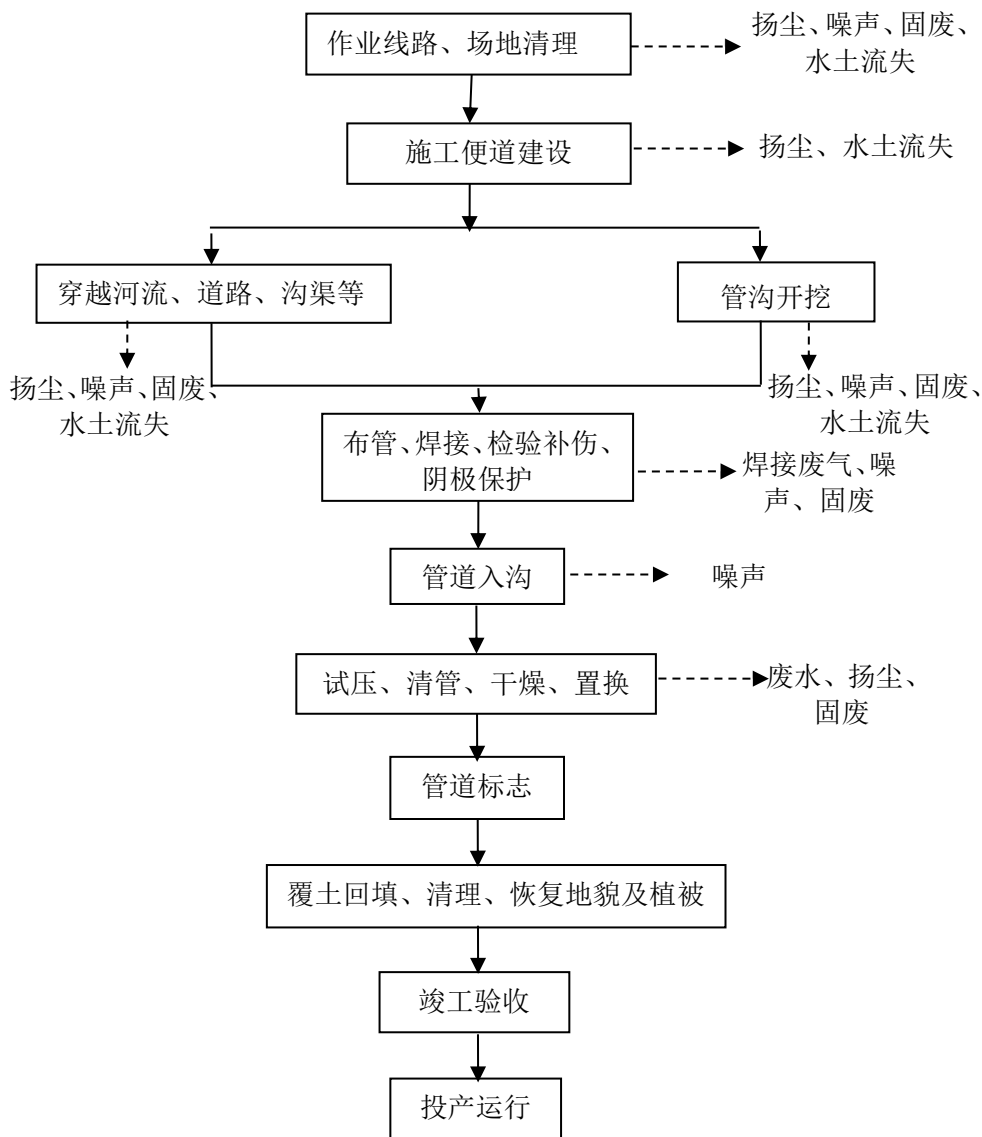 作业线路、场地清理
扬尘、噪声、固废、
水土流失
施工便道建设
扬尘、水土流失
穿越河流、道路、沟渠等
管沟开挖
扬尘、噪声、固废、
水土流失
扬尘、噪声、固废、
水土流失
布管、焊接、检验补伤、
阴极保护
焊接废气、噪
声、固废
管道入沟
噪声
试压、清管、干燥、置换
废水、扬尘、
固废
管道标志
覆土回填、清理、恢复地貌及植被
竣工验收
投产运行